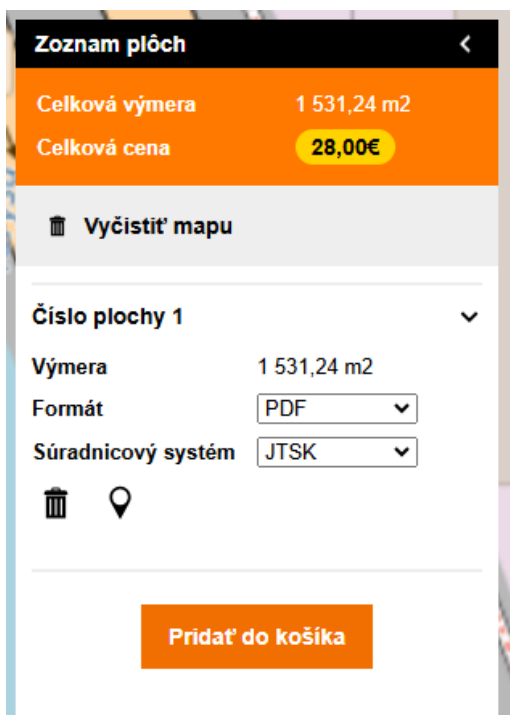 Zoznam plôch
Celková výmera 1 531,24 m2
Celková cena 28,00€
Vyčistiť mapu
Číslo plochy 1
Výmera 1 531,24 m2
Formát PDF
Súradnicový systém JTSK
Pridať do košíka